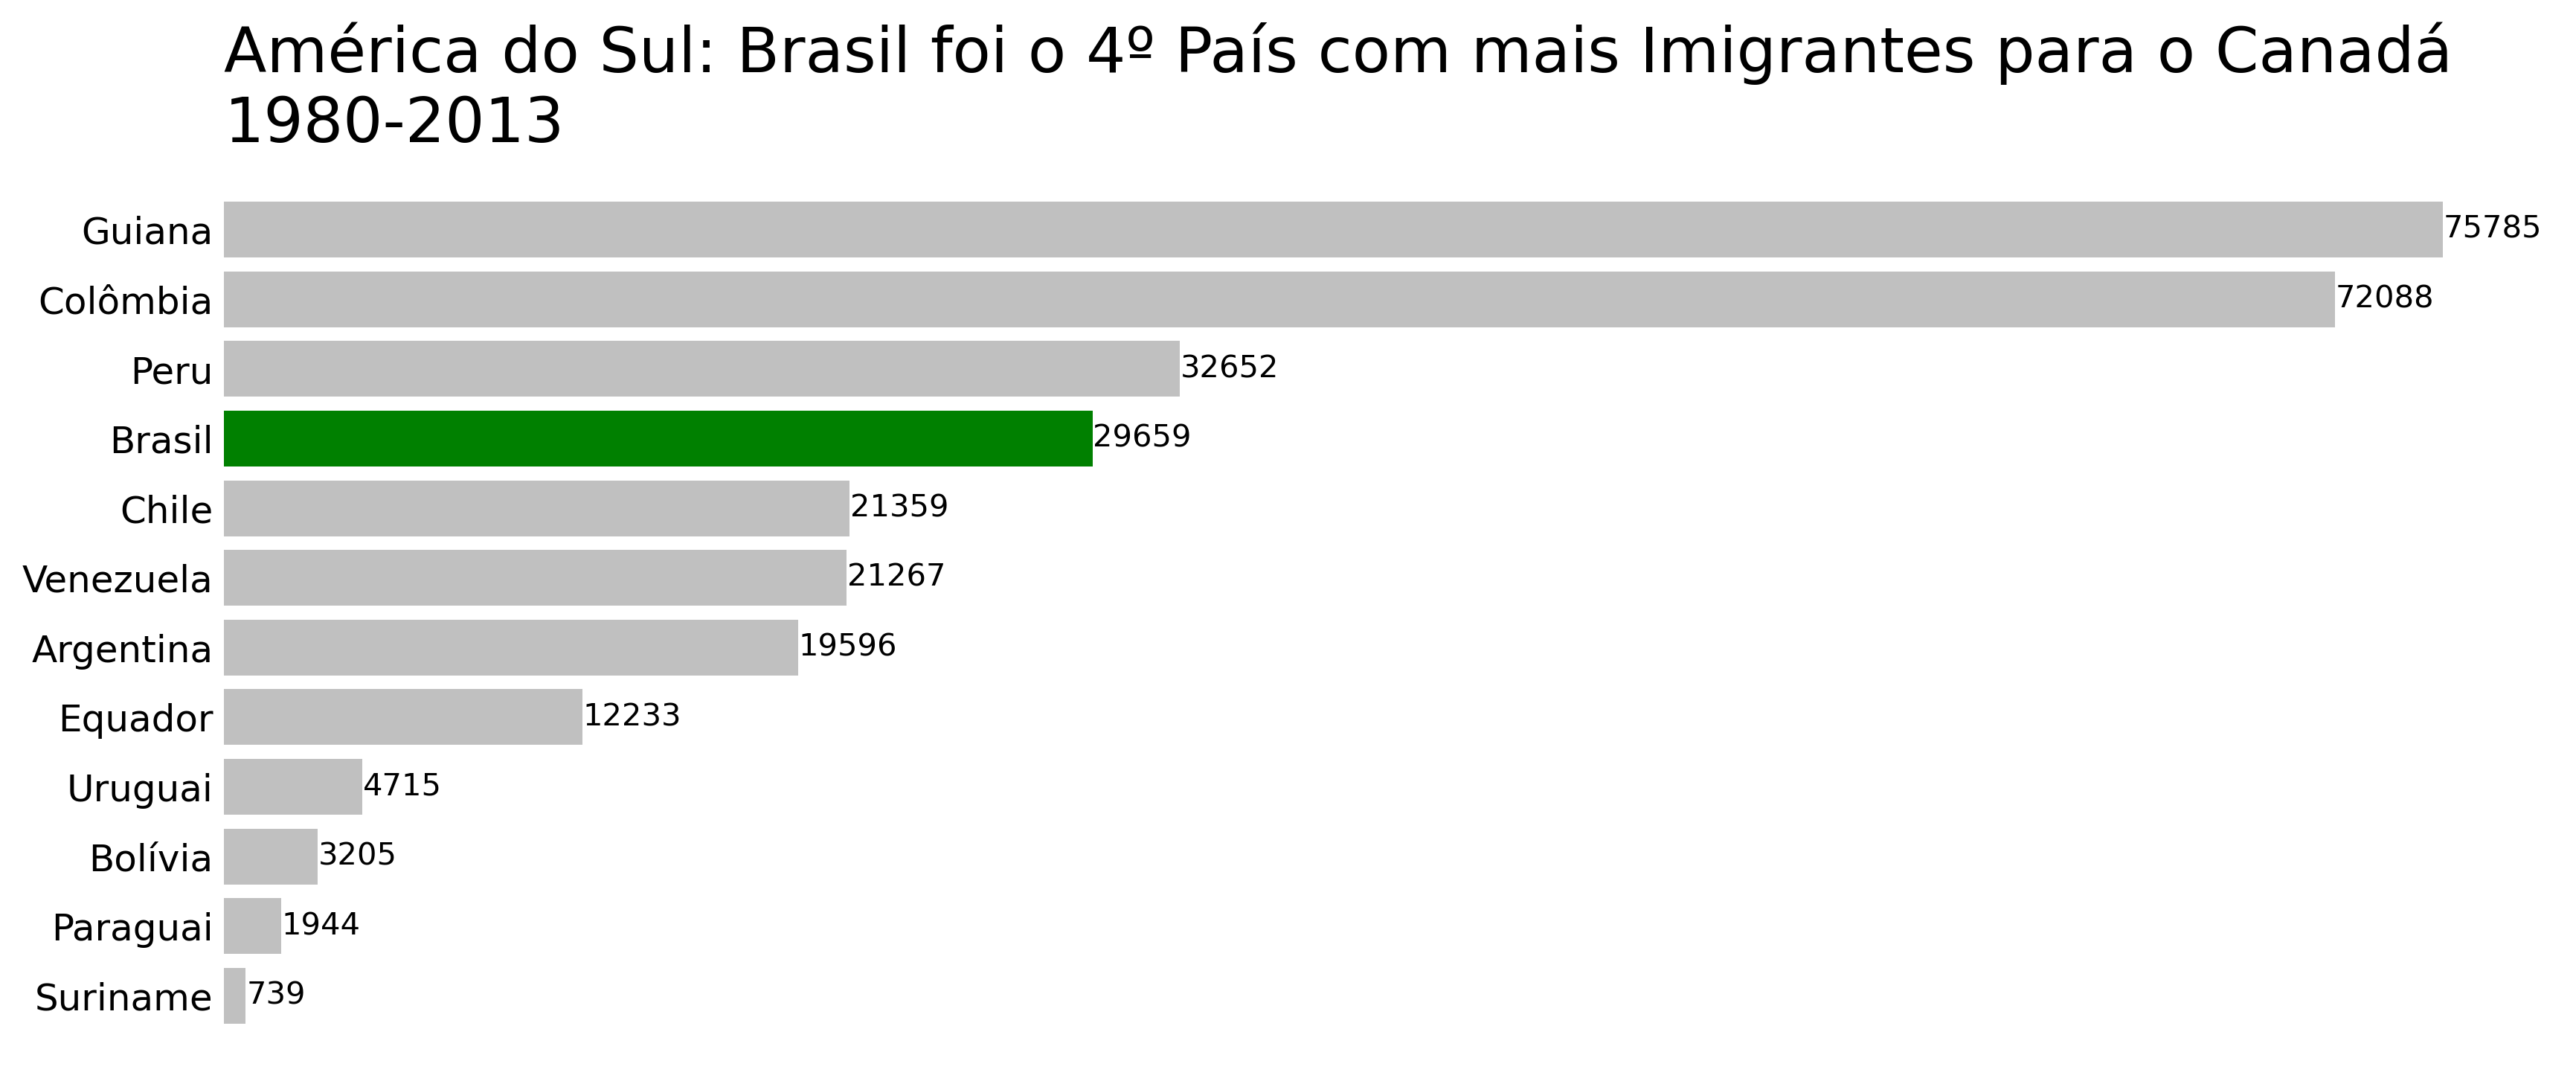 América do Sul: Brasil foi o 4º País com mais Imigrantes para o Canadá
1980-2013
Guiana 75785
Colômbia 72088
Peru 32652
Brasil 29659
Chile 21359
Venezuela 21267
Argentina 19596
Equador 12233
Uruguai 4715
Bolívia 3205
Paraguai 1944
Suriname 739